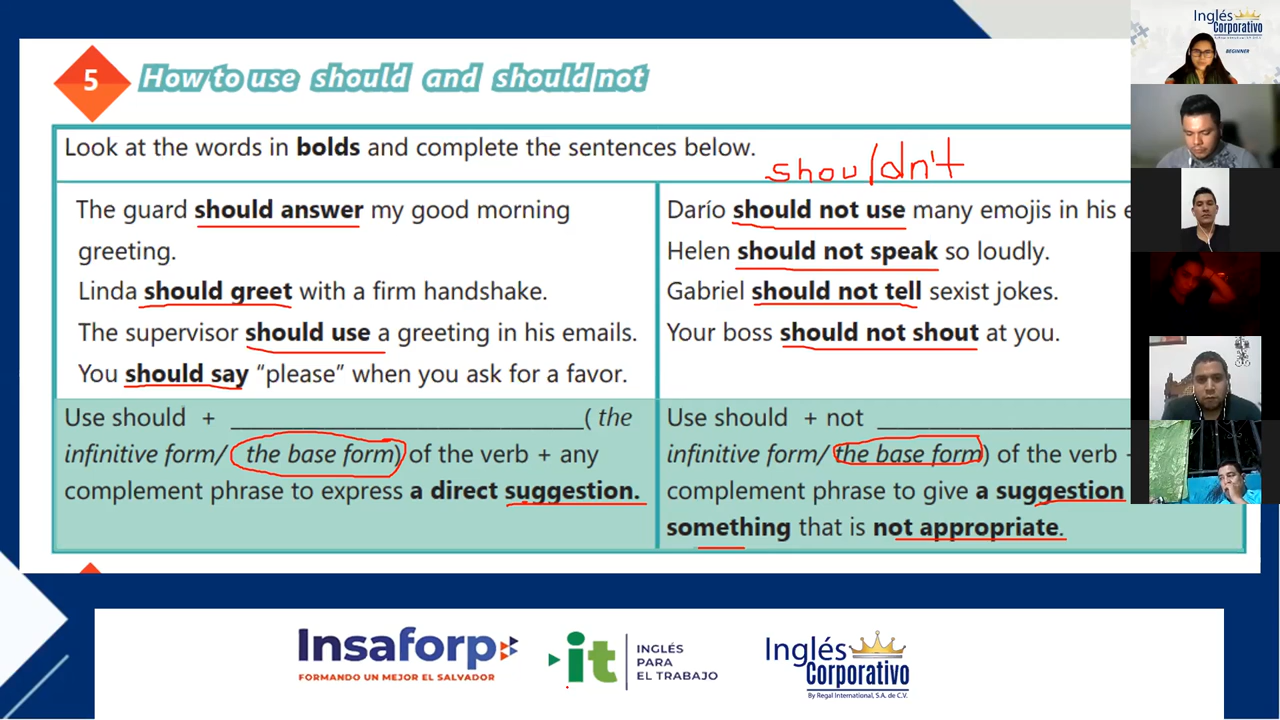 Inglés
Corporativo
BEGINNER
5
How to use should and should not
Look at the words in bolds and complete the sentences below.
shouldn't
The guard should answer my good morning
greeting.
Linda should greet with a firm handshake.
The supervisor should use a greeting in his emails.
You should say “please” when you ask for a favor.
Darío should not use many emojis in his e
Helen should not speak so loudly.
Gabriel should not tell sexist jokes.
Your boss should not shout at you.
Use should + ____________________________( the
infinitive form/ the base form) of the verb + any
complement phrase to express a direct suggestion.
Use should + not ____________________
infinitive form/ the base form) of the verb
complement phrase to give a suggestion
something that is not appropriate.
Insaforp
FORMANDO UN MEJOR EL SALVADOR
it
INGLÉS
PARA
EL TRABAJO
Inglés
Corporativo
By Regal International, S.A. de C.V.